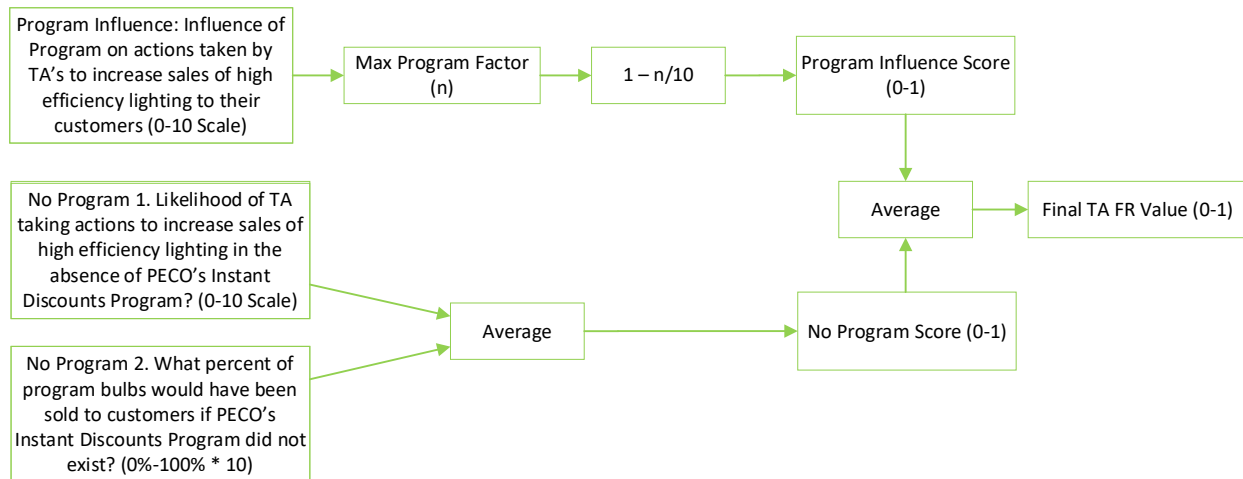 Program Influence: Influence of
Program on actions taken by
TA's to increase sales of high
efficiency lighting to their
customers (0-10 Scale)
Max Program Factor
(n)
1 – n/10
Program Influence Score
(0-1)
No Program 1. Likelihood of TA
taking actions to increase sales of
high efficiency lighting in the
absence of PECO's Instant
Discounts Program? (0-10 Scale)
Average
Final TA FR Value (0-1)
Average
No Program Score (0-1)
No Program 2. What percent of
program bulbs would have been
sold to customers if PECO's
Instant Discounts Program did not
exist? (0%-100% * 10)